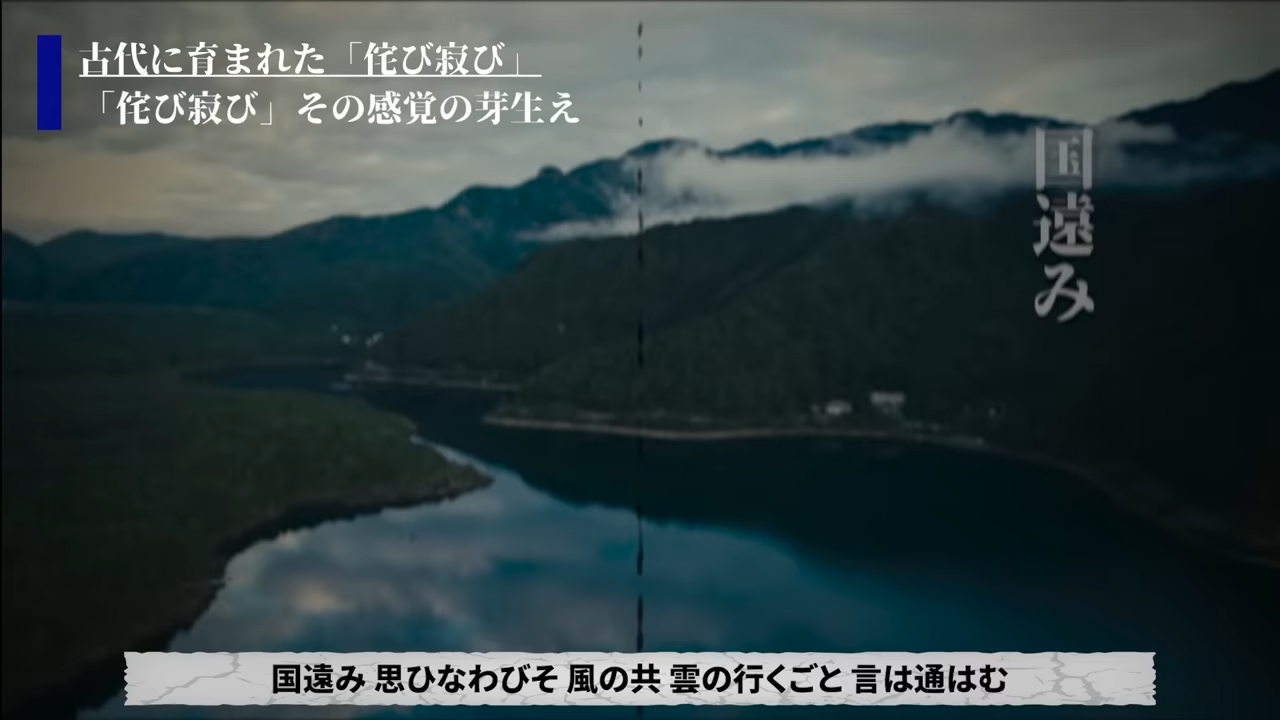 古代に育まれた「侘び寂び」
「侘び寂び」その感覚の芽生え
国遠み
国遠み 思ひなわびそ 風の共 雲の行くごと 言は通はむ